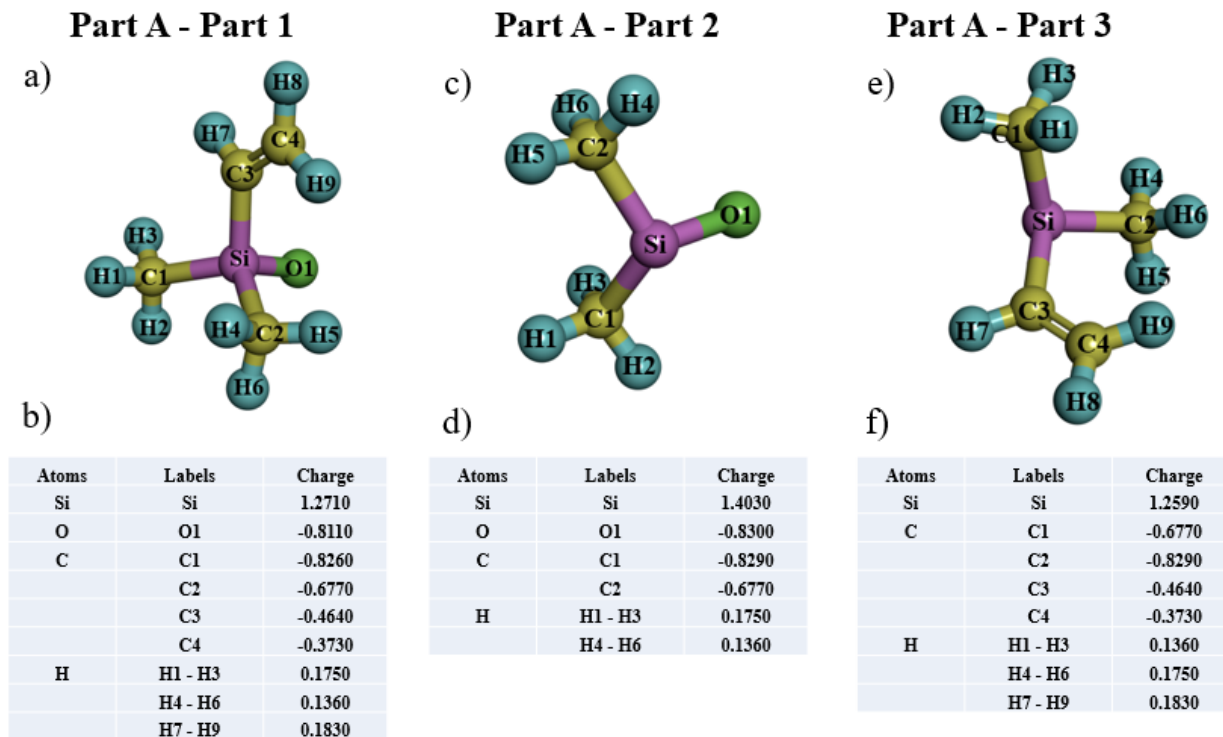 Part A - Part 1
Part A - Part 2
Part A - Part 3
a)
H8
H7
C4
C3
H9
H3
Si
H1
C1
O1
H2
H4
C2
H5
H6
c)
H6
H4
H5
C2
O1
Si
H3
C1
H1
H2
e)
H3
H2
C1
H1
H4
Si
C2
H6
H5
C3
H7
H9
C4
H8
b)
Atoms Labels Charge
Si Si 1.2710
O O1 -0.8110
C C1 -0.8260
C2 -0.6770
C3 -0.4640
C4 -0.3730
H H1 - H3 0.1750
H4 - H6 0.1360
H7 - H9 0.1830
d)
Atoms Labels Charge
Si Si 1.4030
O O1 -0.8300
C C1 -0.8290
C2 -0.6770
H H1 - H3 0.1750
H4 - H6 0.1360
f)
Atoms Labels Charge
Si Si 1.2590
C C1 -0.6770
C2 -0.8290
C3 -0.4640
C4 -0.3730
H H1 - H3 0.1360
H4 - H6 0.1750
H7 - H9 0.1830